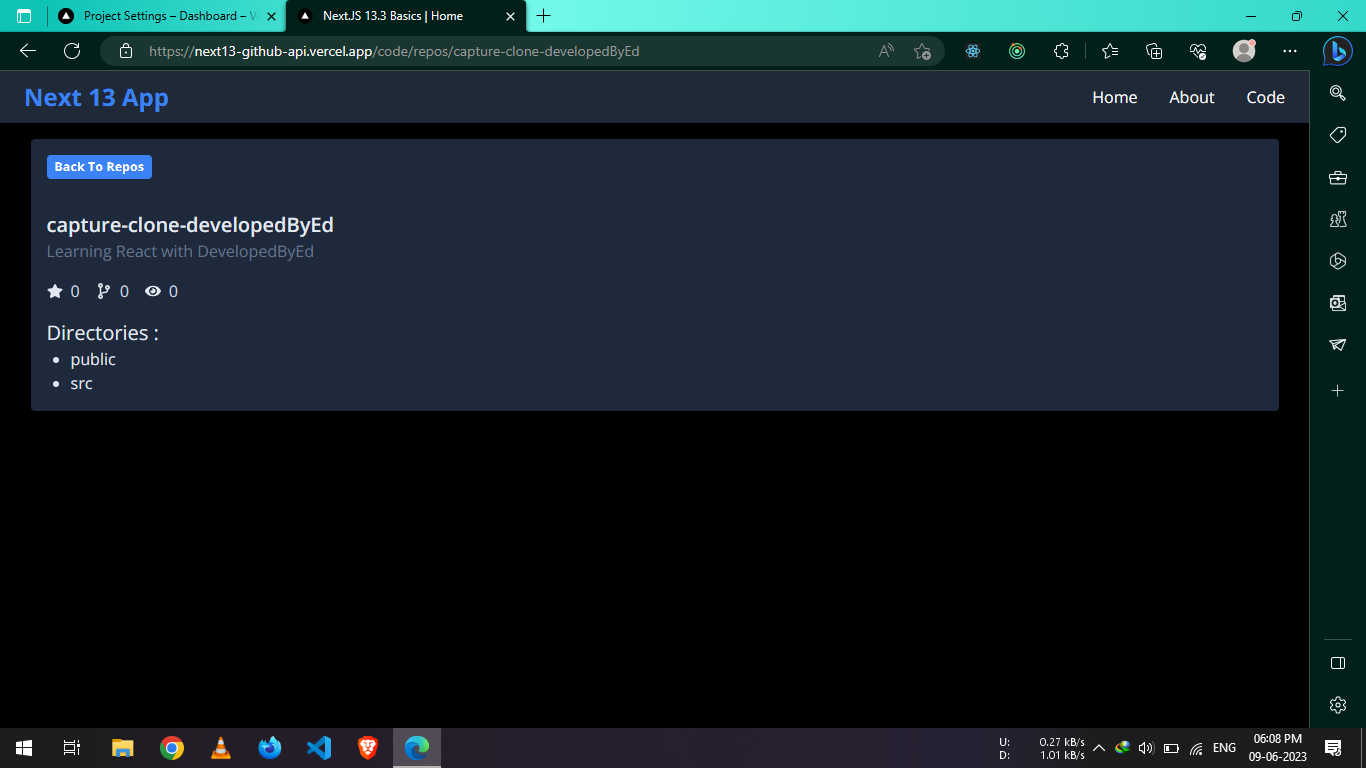 Project Settings – Dashboard – V
NextJS 13.3 Basics | Home
https://next13-github-api.vercel.app/code/repos/capture-clone-developedByEd
Next 13 App
Home
About
Code
Back To Repos
capture-clone-developedByEd
Learning React with DevelopedByEd
0 0 0
Directories :
• public
• src
U: 0.27 kB/s
D: 1.01 kB/s
ENG
06:08 PM
09-06-2023